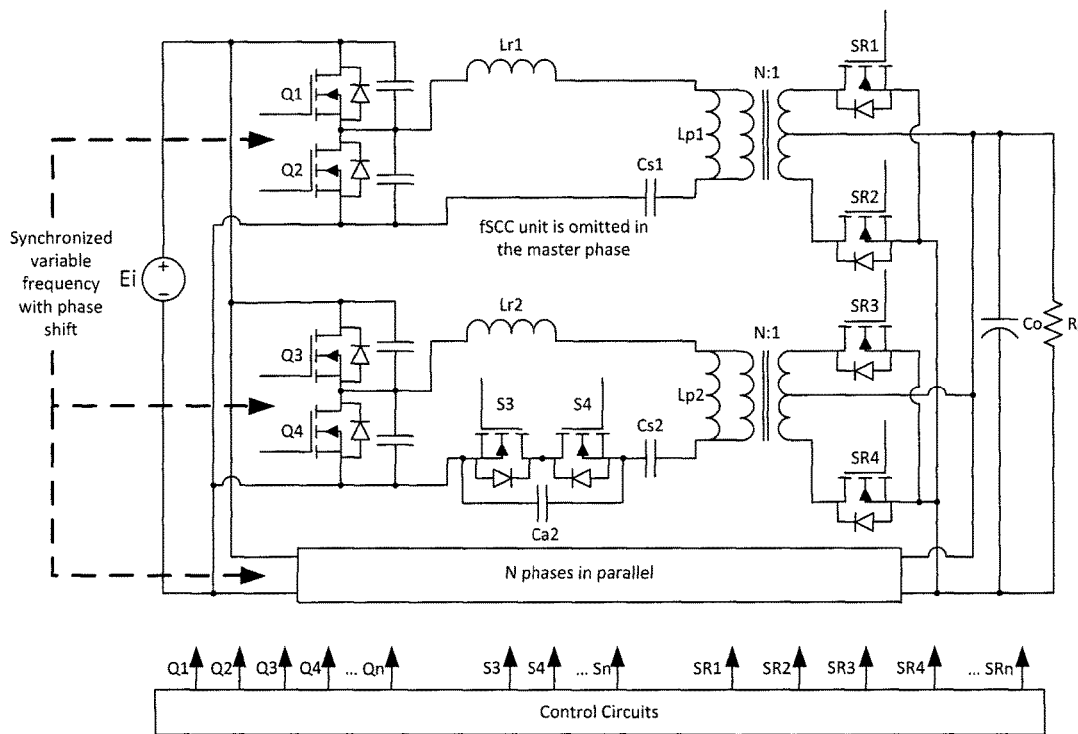 Lr1
SR1
N:1
Q1
Lp1
Cs1
Q2
SR2
fSCC unit is omitted in
the master phase
Synchronized
variable
frequency
with phase
shift
Ei
+
−
Lr2
SR3
Co
R
N:1
Q3
S3
S4
Lp2
Q4
Cs2
SR4
Ca2
N phases in parallel
Q1 Q2 Q3 Q4 ... Qn S3 S4 ... Sn SR1 SR2 SR3 SR4 ... SRn
Control Circuits